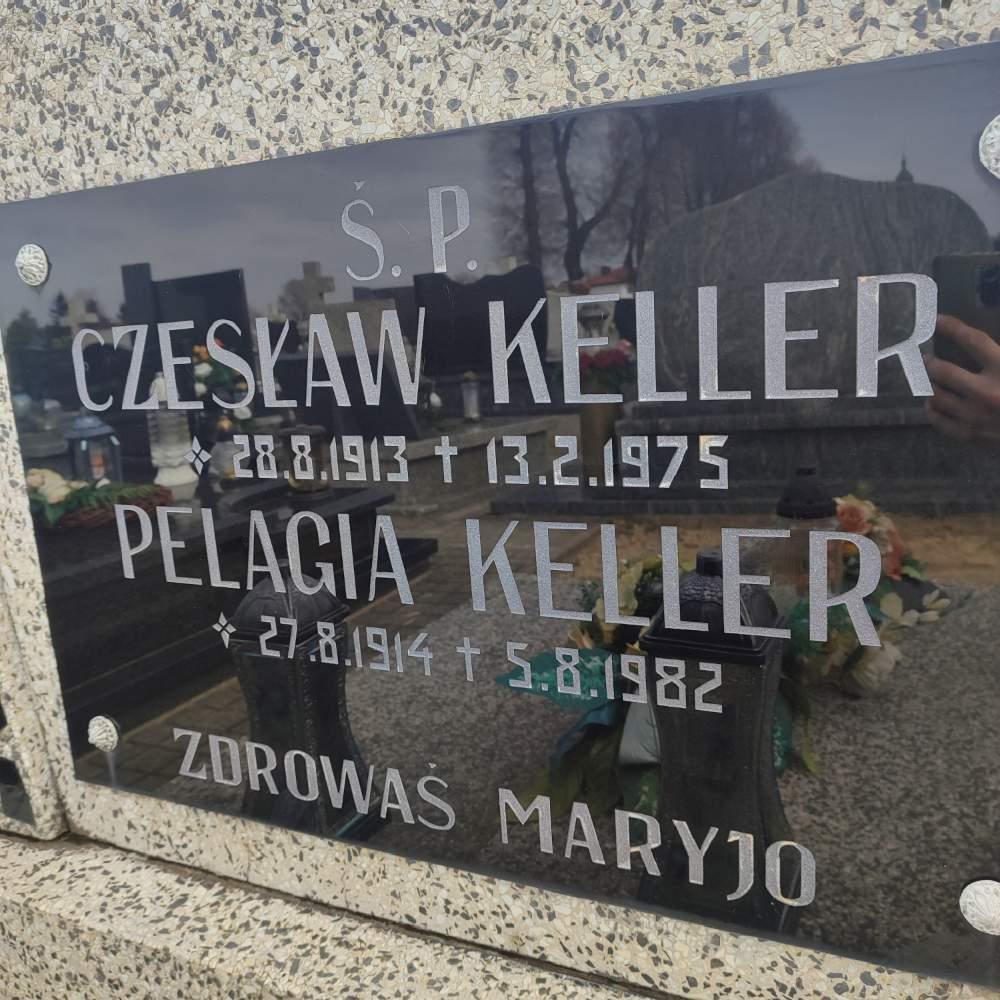 Ś. P.
CZESŁAW KELLER
28.8.1913 † 13.2.1975
PELAGIA KELLER
27.8.1914 † 5.8.1982
ZDROWAŚ MARYJO